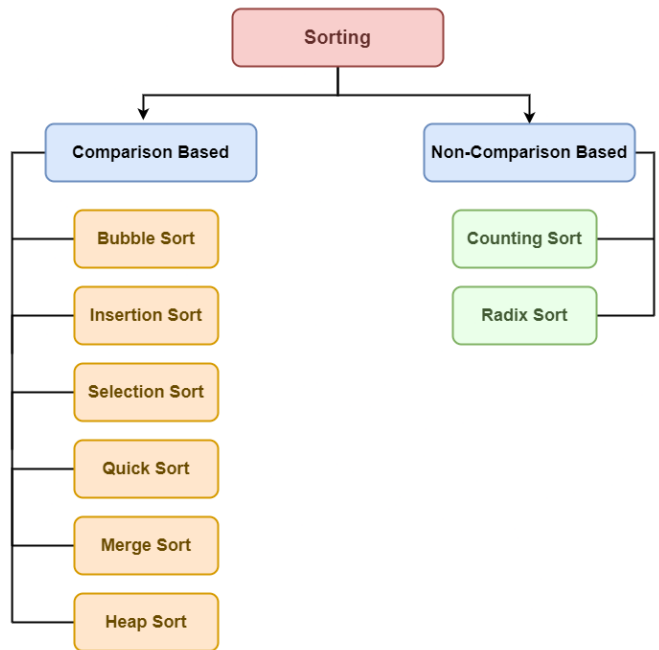 Sorting
Comparison Based
Non-Comparison Based
Bubble Sort
Counting Sort
Insertion Sort
Radix Sort
Selection Sort
Quick Sort
Merge Sort
Heap Sort